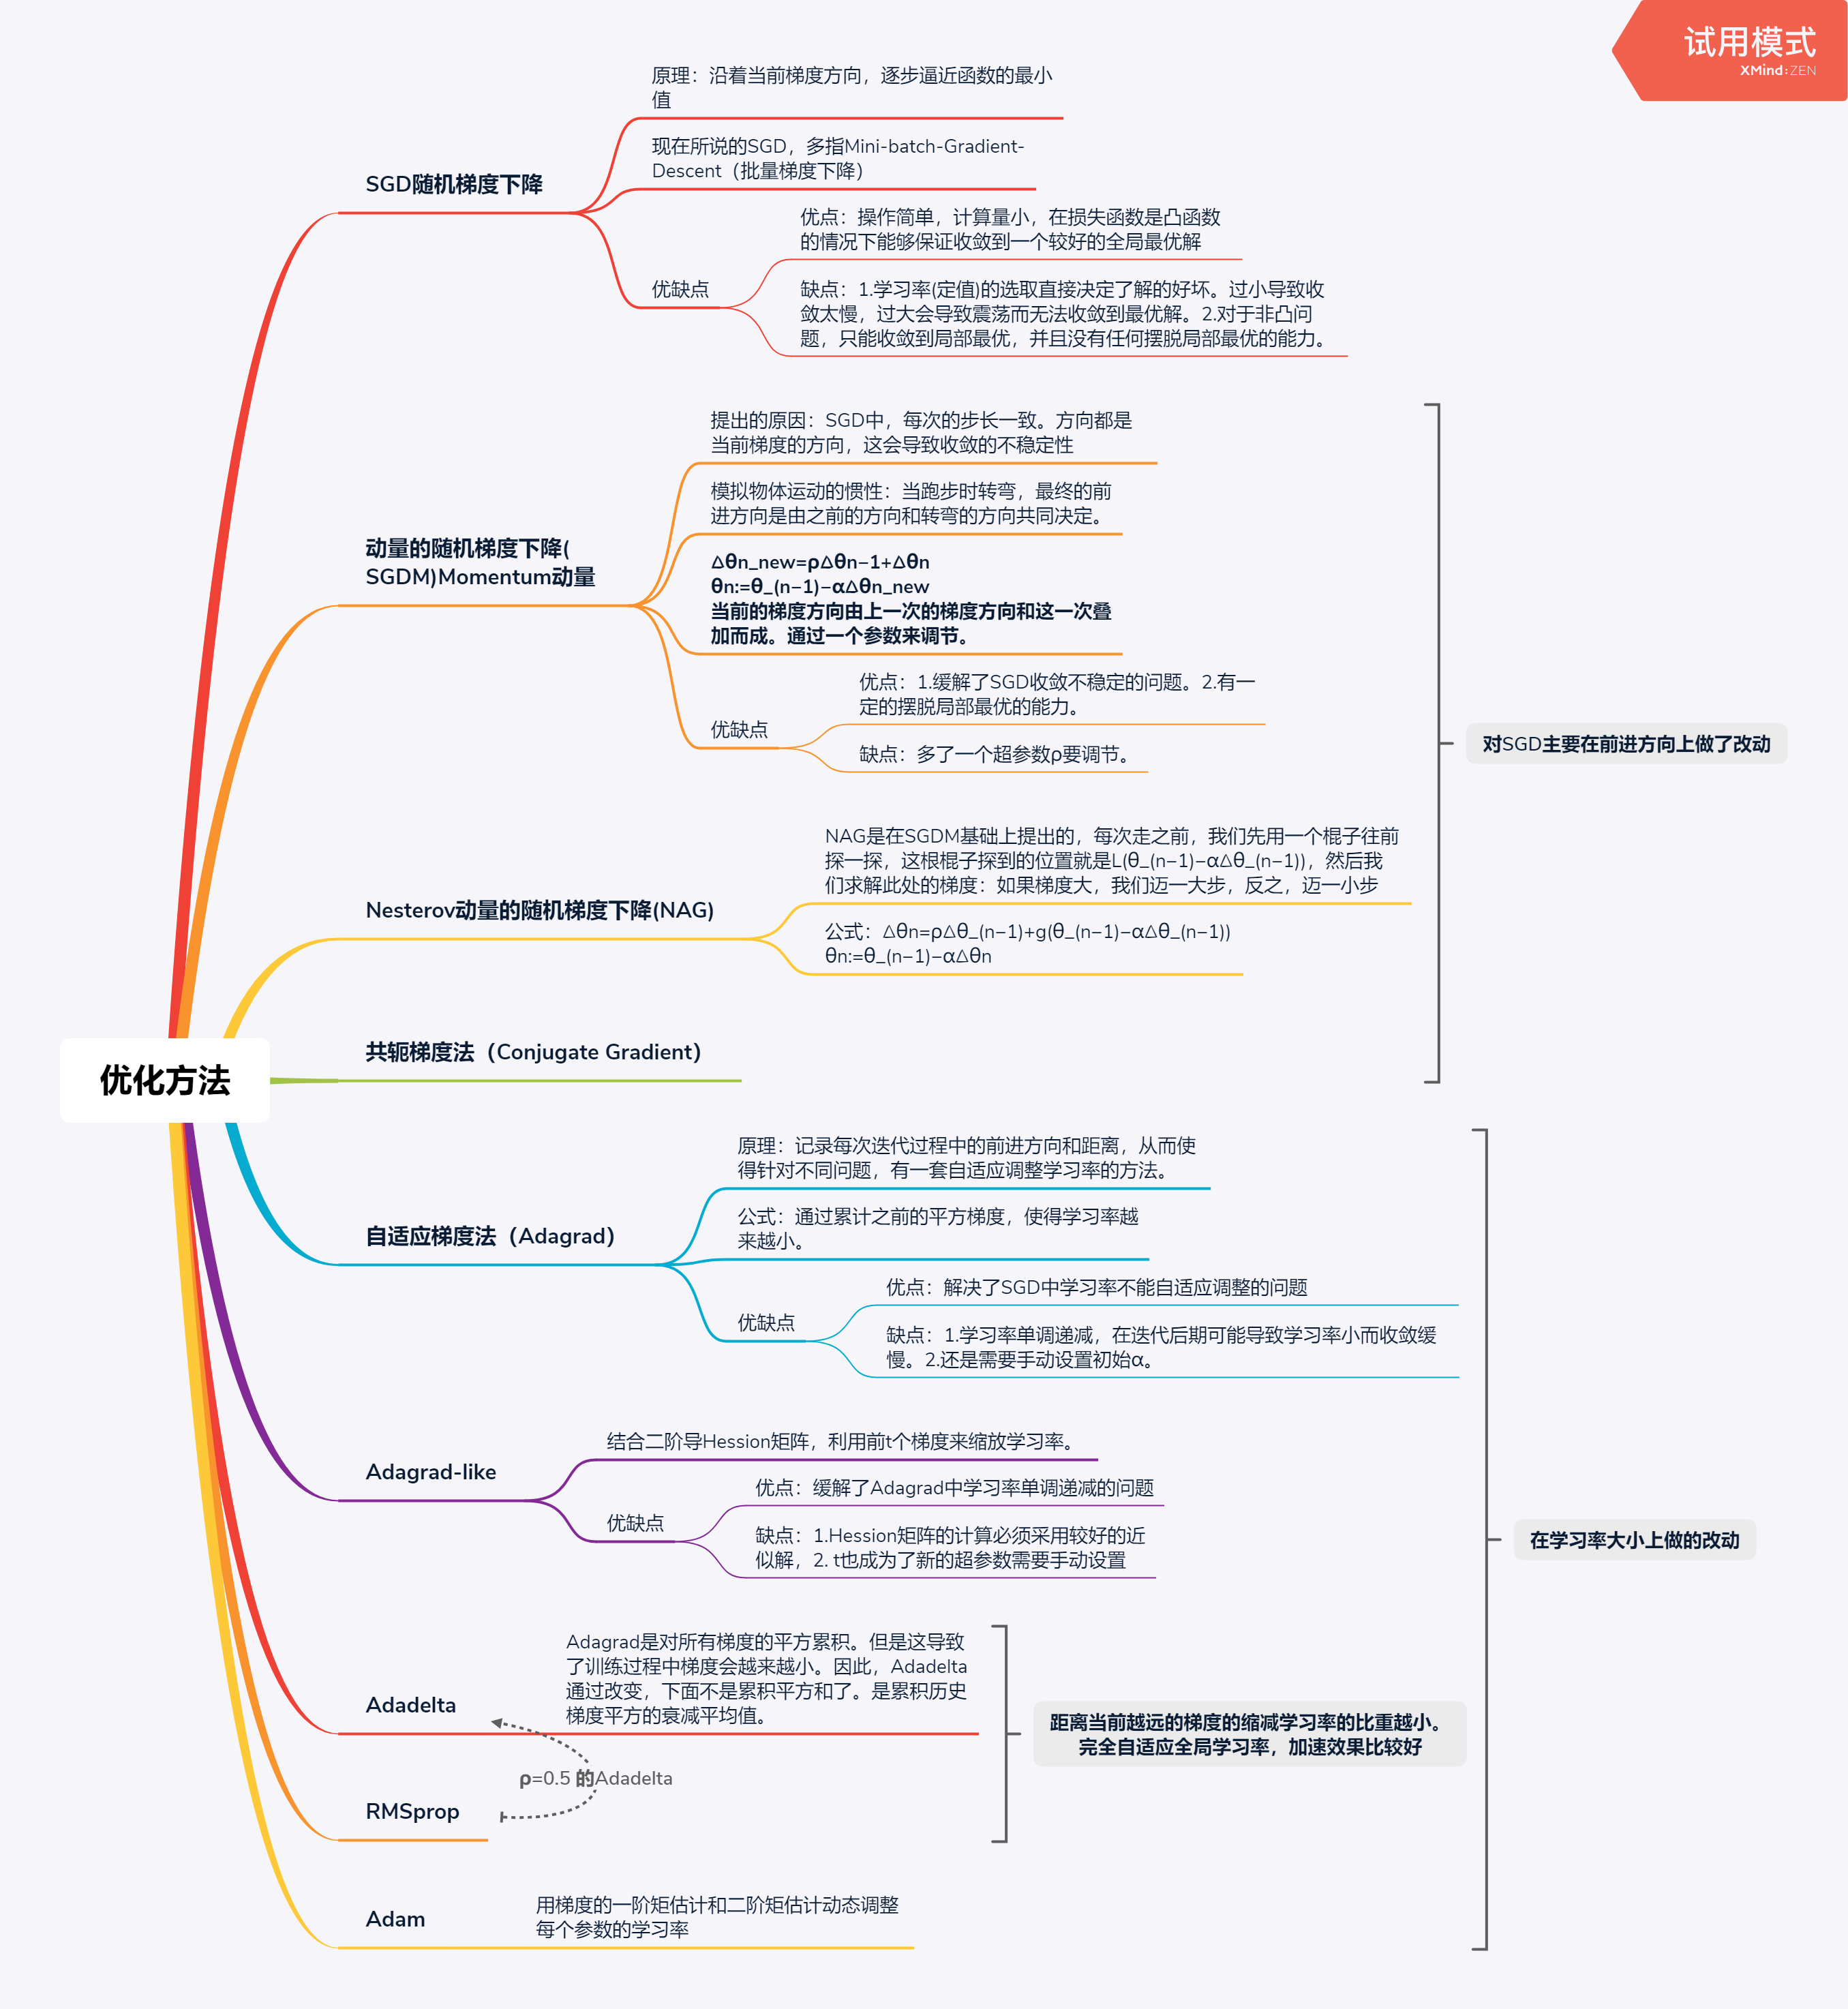 试用模式
XMind:ZEN
优化方法
SGD随机梯度下降
原理：沿着当前梯度方向，逐步逼近函数的最小
值
现在所说的SGD，多指Mini-batch-Gradient-
Descent（批量梯度下降）
优缺点
优点：操作简单，计算量小，在损失函数是凸函数
的情况下能够保证收敛到一个较好的全局最优解
缺点：1.学习率(定值)的选取直接决定了解的好坏。过小导致收
敛太慢，过大会导致震荡而无法收敛到最优解。2.对于非凸问
题，只能收敛到局部最优，并且没有任何摆脱局部最优的能力。
动量的随机梯度下降(
SGDM)Momentum动量
提出的原因：SGD中，每次的步长一致。方向都是
当前梯度的方向，这会导致收敛的不稳定性
模拟物体运动的惯性：当跑步时转弯，最终的前
进方向是由之前的方向和转弯的方向共同决定。
△θn_new=ρ△θn−1+△θn
θn:=θ_(n−1)−α△θn_new
当前的梯度方向由上一次的梯度方向和这一次叠
加而成。通过一个参数来调节。
优缺点
优点：1.缓解了SGD收敛不稳定的问题。2.有一
定的摆脱局部最优的能力。
缺点：多了一个超参数ρ要调节。
Nesterov动量的随机梯度下降(NAG)
NAG是在SGDM基础上提出的，每次走之前，我们先用一个棍子往前
探一探，这根棍子探到的位置就是L(θ_(n−1)−α△θ_(n−1))，然后我
们求解此处的梯度：如果梯度大，我们迈一大步，反之，迈一小步
公式：△θn=ρ△θ_(n−1)+g(θ_(n−1)−α△θ_(n−1))
θn:=θ_(n−1)−α△θn
共轭梯度法（Conjugate Gradient）
对SGD主要在前进方向上做了改动
自适应梯度法（Adagrad）
原理：记录每次迭代过程中的前进方向和距离，从而使
得针对不同问题，有一套自适应调整学习率的方法。
公式：通过累计之前的平方梯度，使得学习率越
来越小。
优缺点
优点：解决了SGD中学习率不能自适应调整的问题
缺点：1.学习率单调递减，在迭代后期可能导致学习率小而收敛缓
慢。2.还是需要手动设置初始α。
Adagrad-like
结合二阶导Hession矩阵，利用前t个梯度来缩放学习率。
优缺点
优点：缓解了Adagrad中学习率单调递减的问题
缺点：1.Hession矩阵的计算必须采用较好的近
似解，2. t也成为了新的超参数需要手动设置
Adadelta
Adagrad是对所有梯度的平方累积。但是这导致
了训练过程中梯度会越来越小。因此，Adadelta
通过改变，下面不是累积平方和了。是累积历史
梯度平方的衰减平均值。
ρ=0.5 的Adadelta
RMSprop
距离当前越远的梯度的缩减学习率的比重越小。
完全自适应全局学习率，加速效果比较好
Adam
用梯度的一阶矩估计和二阶矩估计动态调整
每个参数的学习率
在学习率大小上做的改动